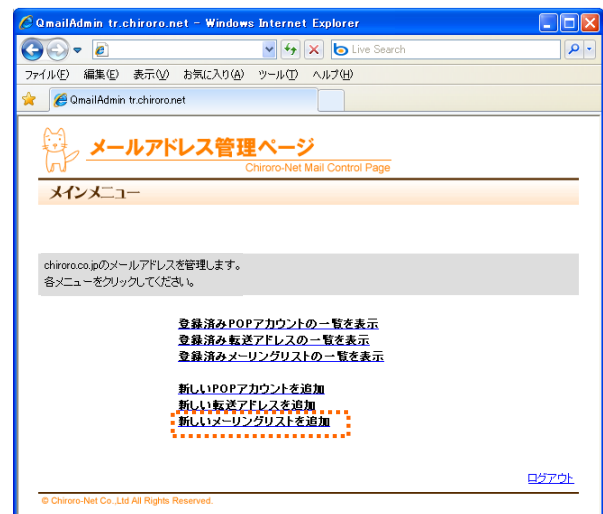 QmailAdmin tr.chiroro.net - Windows Internet Explorer
Live Search
ファイル(F) 編集(E) 表示(V) お気に入り(A) ツール(T) ヘルプ(H)
QmailAdmin tr.chiroro.net
メールアドレス管理ページ
Chiroro-Net Mail Control Page
メインメニュー
chiroro.co.jpのメールアドレスを管理します。
各メニューをクリックしてください。
登録済みPOPアカウントの一覧を表示
登録済み転送アドレスの一覧を表示
登録済みメーリングリストの一覧を表示
新しいPOPアカウントを追加
新しい転送アドレスを追加
新しいメーリングリストを追加
ログアウト
© Chiroro-Net Co.,Ltd All Rights Reserved.